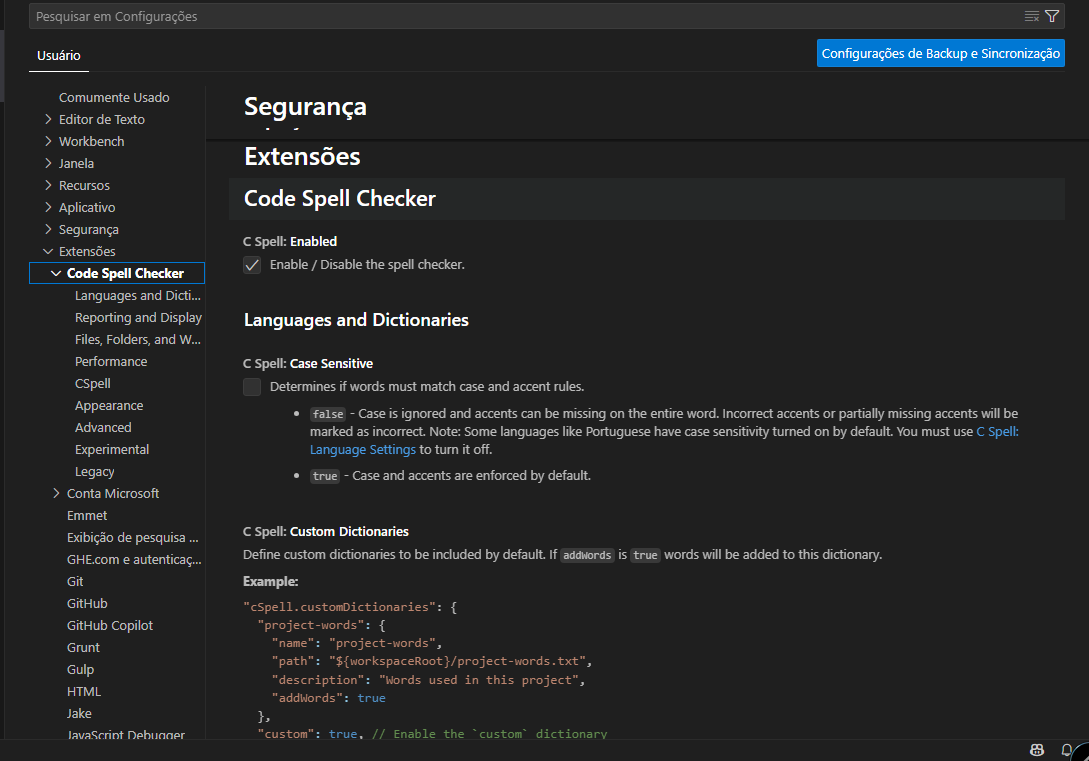 Pesquisar em Configurações
Usuário
Configurações de Backup e Sincronização
Comumente Usado
Editor de Texto
Workbench
Janela
Recursos
Aplicativo
Segurança
Extensões
Code Spell Checker
Languages and Dicti...
Reporting and Display
Files, Folders, and W...
Performance
CSpell
Appearance
Advanced
Experimental
Legacy
Conta Microsoft
Emmet
Exibição de pesquisa ...
GHE.com e autenticaç...
Git
GitHub
GitHub Copilot
Grunt
Gulp
HTML
Jake
JavaScript Debugger
Segurança
Extensões
Code Spell Checker
C Spell: Enabled
Enable / Disable the spell checker.
Languages and Dictionaries
C Spell: Case Sensitive
Determines if words must match case and accent rules.
• false - Case is ignored and accents can be missing on the entire word. Incorrect accents or partially missing accents will be
marked as incorrect. Note: Some languages like Portuguese have case sensitivity turned on by default. You must use C Spell:
Language Settings to turn it off.
• true - Case and accents are enforced by default.
C Spell: Custom Dictionaries
Define custom dictionaries to be included by default. If addWords is true words will be added to this dictionary.
Example:
"cSpell.customDictionaries": {
"project-words": {
"name": "project-words",
"path": "${workspaceRoot}/project-words.txt",
"description": "Words used in this project",
"addWords": true
},
"custom": true, // Enable the `custom` dictionary